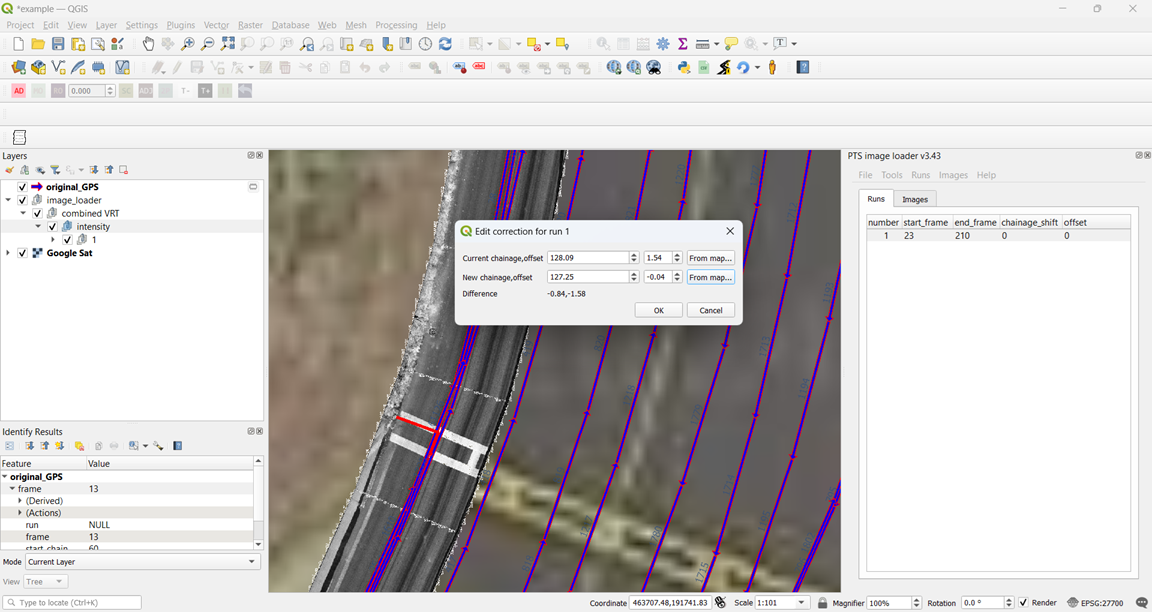 *example — QGIS
Project Edit View Layer Settings Plugins Vector Raster Database Web Mesh Processing Help
AD
0.000
T-
T+
Layers
original_GPS
image_loader
combined VRT
intensity
1
Google Sat
Identify Results
Feature Value
original_GPS
frame 13
(Derived)
(Actions)
run NULL
frame 13
start_chain 60
Mode Current Layer
View Tree
Type to locate (Ctrl+K)
Edit correction for run 1
Current chainage,offset 128.09 1.54 From map...
New chainage,offset 127.25 -0.04 From map...
Difference -0.84,-1.58
OK Cancel
1715
PTS image loader v3.43
File Tools Runs Images Help
Runs Images
number start_frame end_frame chainage_shift offset
1 23 210 0 0
Coordinate 463707.48,191741.83 Scale 1:101 Magnifier 100% Rotation 0.0 ° Render EPSG:27700